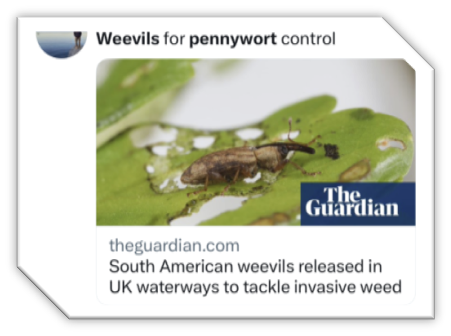 Weevils for pennywort control
The
Guardian
theguardian.com
South American weevils released in
UK waterways to tackle invasive weed